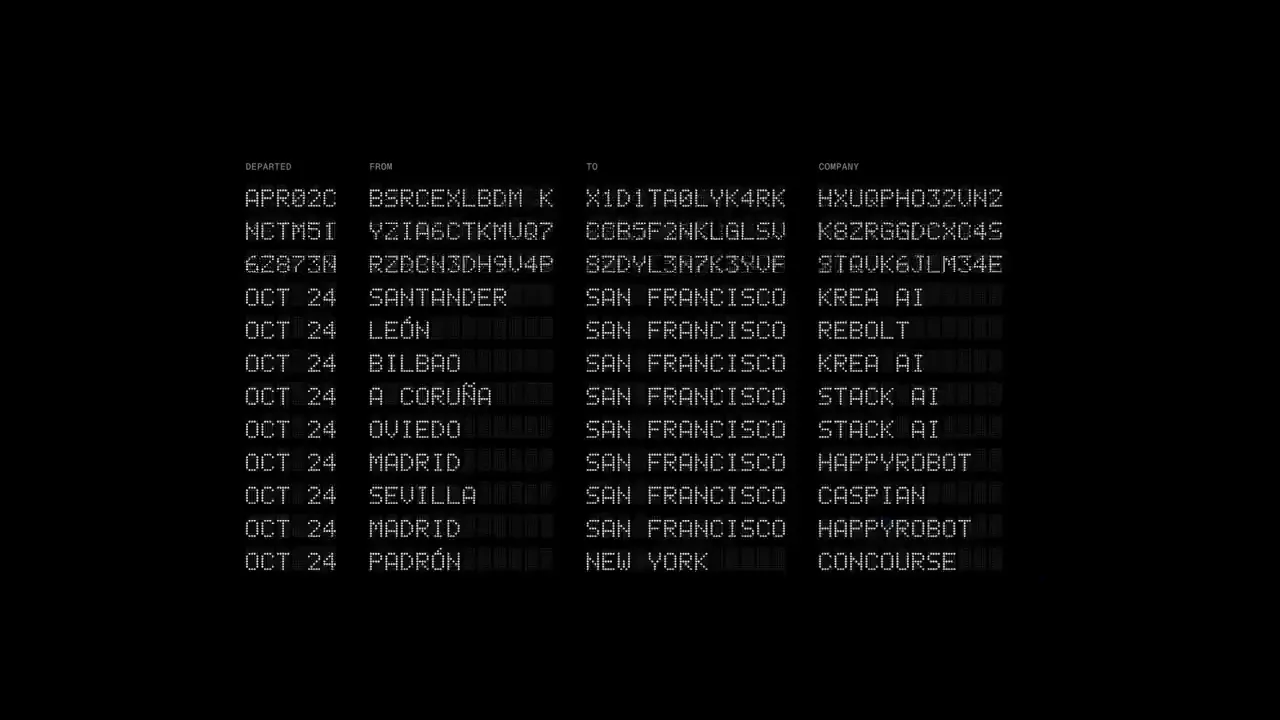 DEPARTED FROM TO COMPANY
APR02C BSRCEXLBDM K X1D1TA0LYK4RK HXUQPHO32VN2
NCTM51 YZIA6CTKMVQ7
K8ZRGGDCXC4S
6Z873N
OCT 24 SANTANDER SAN FRANCISCO KREA AI
OCT 24 LEÓN SAN FRANCISCO REBOLT
OCT 24 BILBAO SAN FRANCISCO KREA AI
OCT 24 A CORUÑA SAN FRANCISCO STACK AI
OCT 24 OVIEDO SAN FRANCISCO STACK AI
OCT 24 MADRID SAN FRANCISCO HAPPYROBOT
OCT 24 SEVILLA SAN FRANCISCO CASPIAN
OCT 24 MADRID SAN FRANCISCO HAPPYROBOT
OCT 24 PADRÓN NEW YORK CONCOURSE